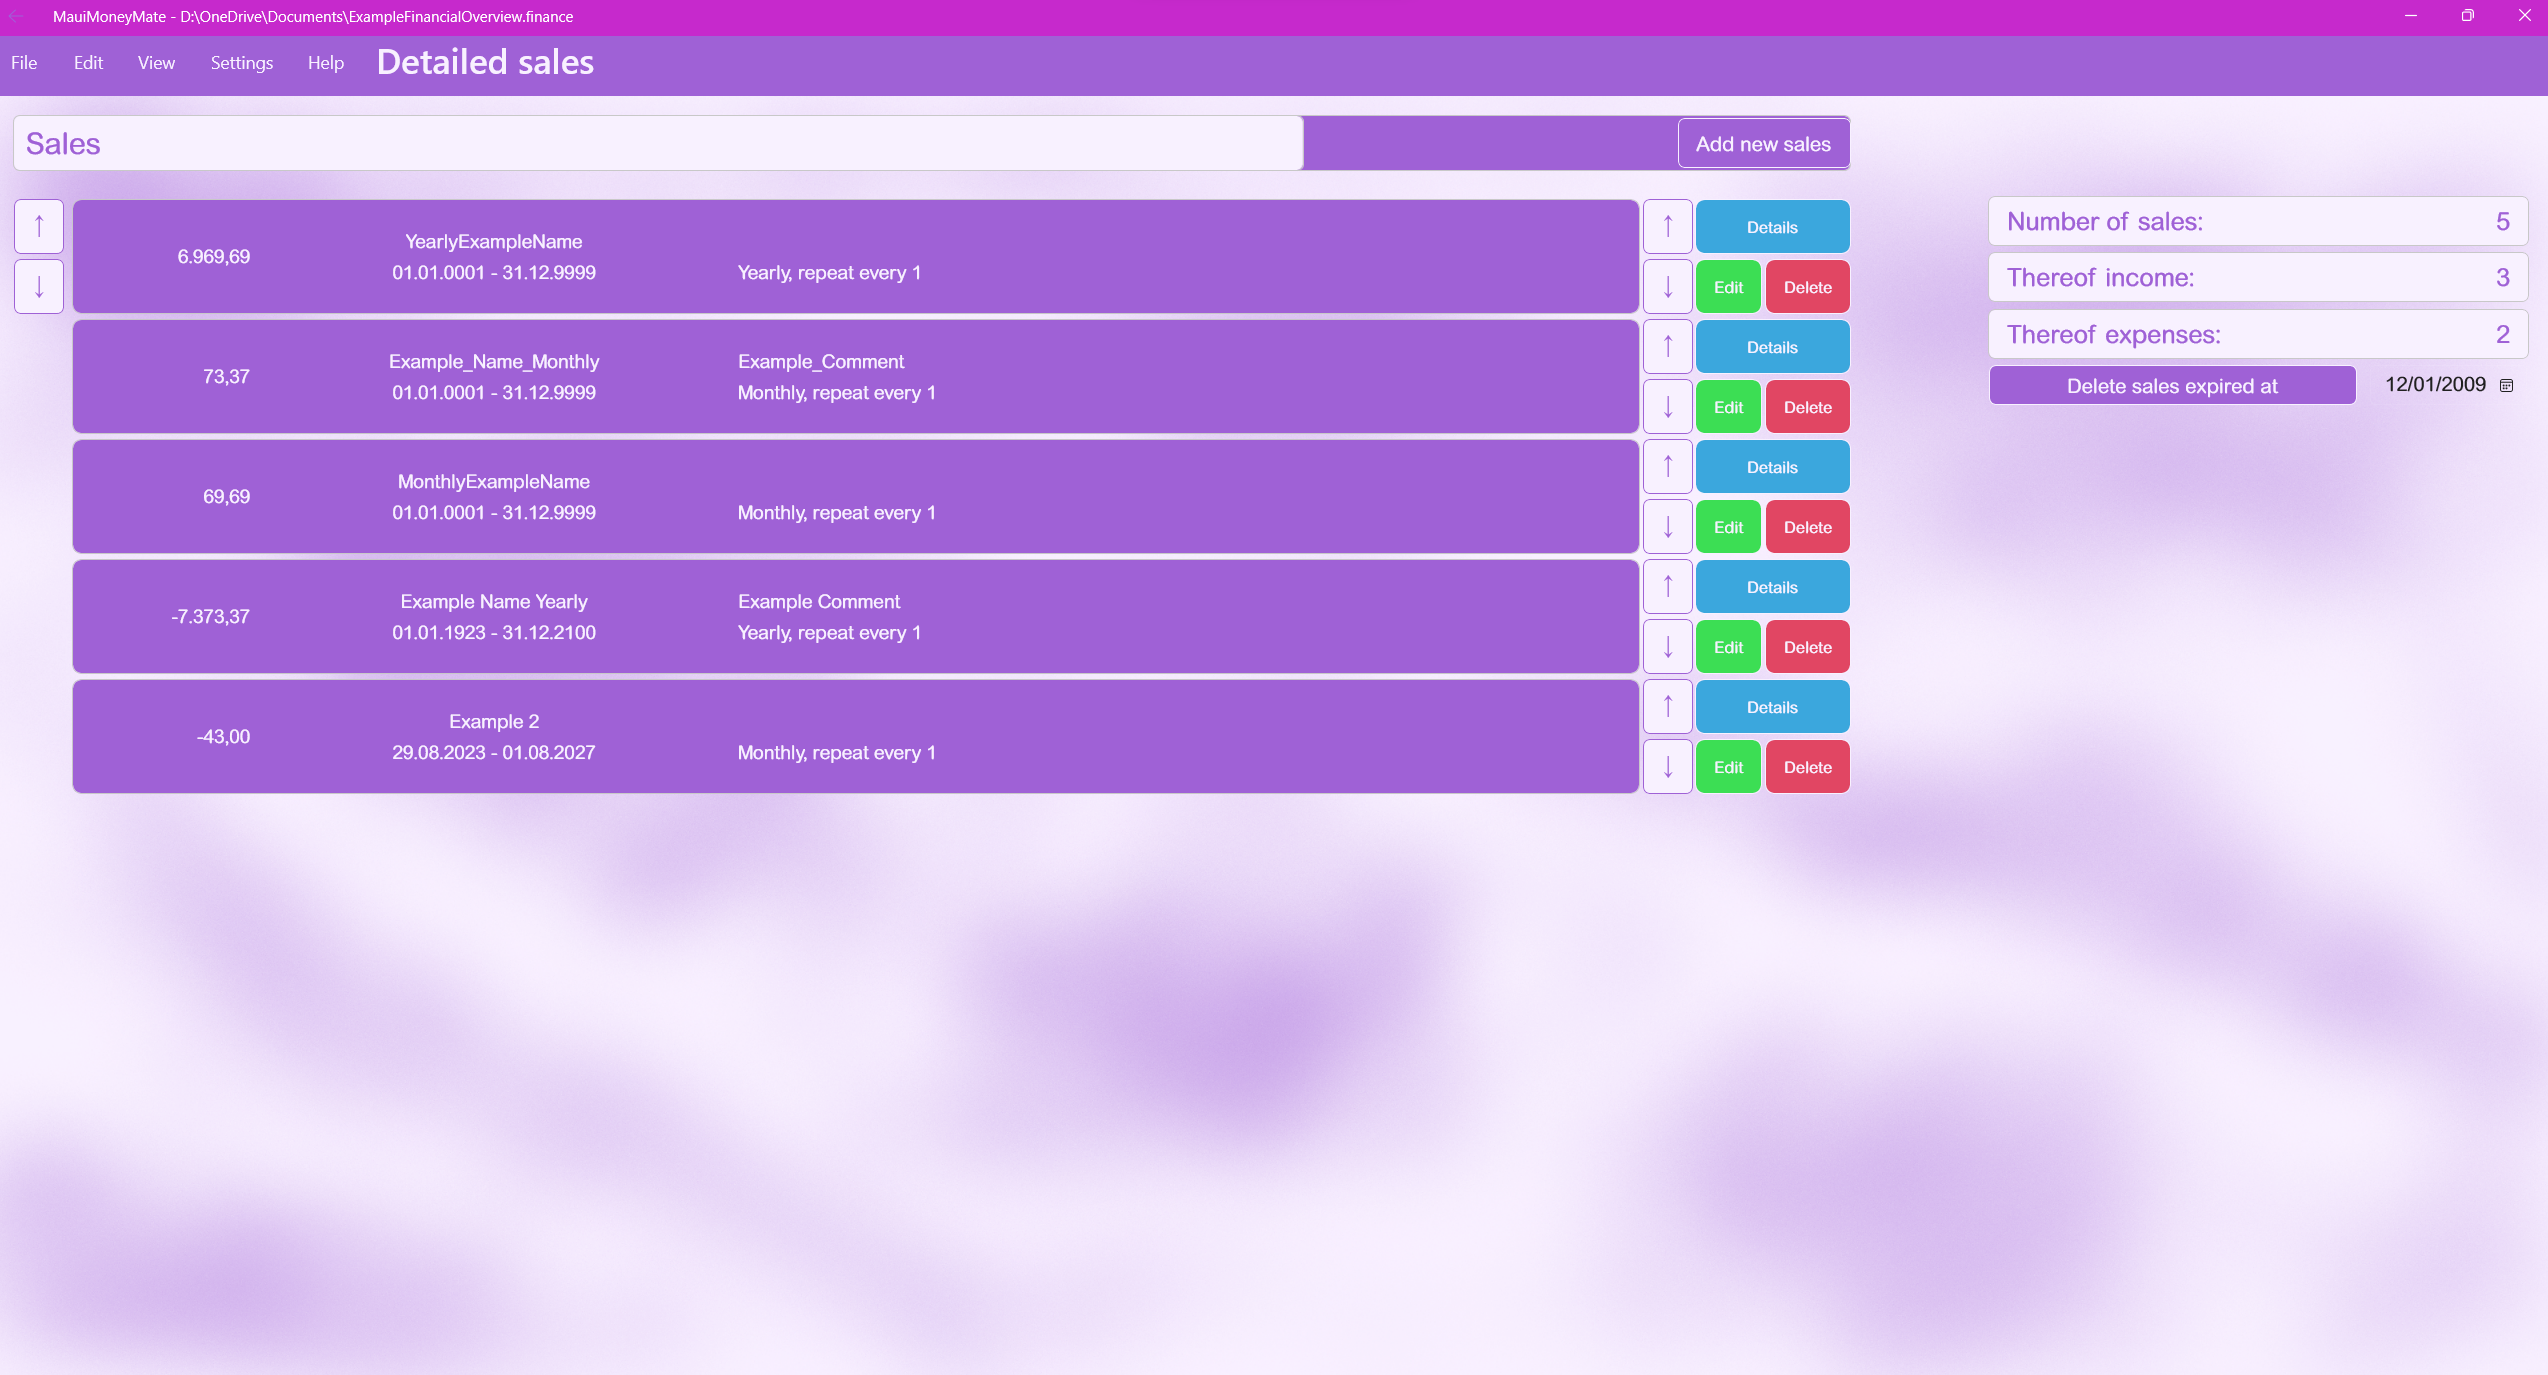 MauiMoneyMate - D:\OneDrive\Documents\ExampleFinancialOverview.finance
File Edit View Settings Help Detailed sales
Sales
Add new sales
↑ 6.969,69 YearlyExampleName ↑ Details
↓ 01.01.0001 - 31.12.9999 Yearly, repeat every 1 ↓ Edit Delete
73,37 Example_Name_Monthly Example_Comment ↑ Details
01.01.0001 - 31.12.9999 Monthly, repeat every 1 ↓ Edit Delete
69,69 MonthlyExampleName ↑ Details
01.01.0001 - 31.12.9999 Monthly, repeat every 1 ↓ Edit Delete
-7.373,37 Example Name Yearly Example Comment ↑ Details
01.01.1923 - 31.12.2100 Yearly, repeat every 1 ↓ Edit Delete
-43,00 Example 2 ↑ Details
29.08.2023 - 01.08.2027 Monthly, repeat every 1 ↓ Edit Delete
Number of sales: 5
Thereof income: 3
Thereof expenses: 2
Delete sales expired at 12/01/2009